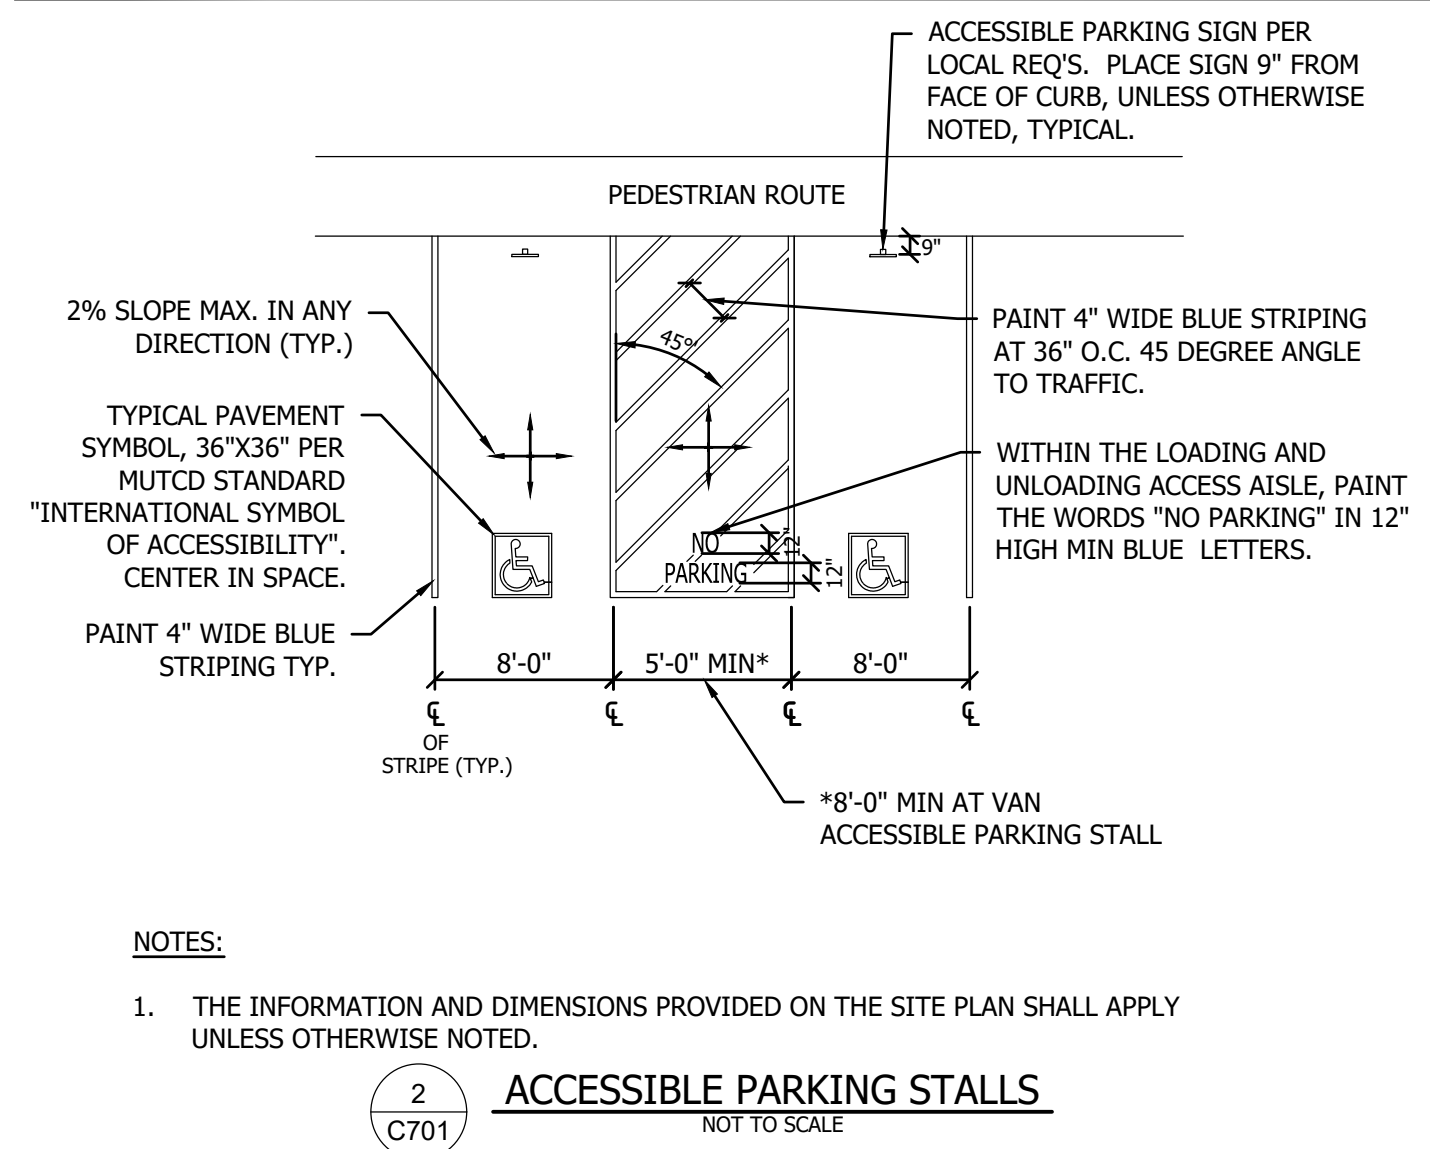 ACCESSIBLE PARKING SIGN PER
LOCAL REQ'S. PLACE SIGN 9" FROM
FACE OF CURB, UNLESS OTHERWISE
NOTED, TYPICAL.
PEDESTRIAN ROUTE
9"
2% SLOPE MAX. IN ANY
DIRECTION (TYP.)
PAINT 4" WIDE BLUE STRIPING
AT 36" O.C. 45 DEGREE ANGLE
TO TRAFFIC.
45°
TYPICAL PAVEMENT
SYMBOL, 36"X36" PER
MUTCD STANDARD
"INTERNATIONAL SYMBOL
OF ACCESSIBILITY".
CENTER IN SPACE.
WITHIN THE LOADING AND
UNLOADING ACCESS AISLE, PAINT
THE WORDS "NO PARKING" IN 12"
HIGH MIN BLUE LETTERS.
NO
12"
PARKING
12"
PAINT 4" WIDE BLUE
STRIPING TYP.
8'-0"
5'-0" MIN*
8'-0"
℄
℄
℄
℄
OF
STRIPE (TYP.)
*8'-0" MIN AT VAN
ACCESSIBLE PARKING STALL
NOTES:
1. THE INFORMATION AND DIMENSIONS PROVIDED ON THE SITE PLAN SHALL APPLY
UNLESS OTHERWISE NOTED.
2
C701
ACCESSIBLE PARKING STALLS
NOT TO SCALE